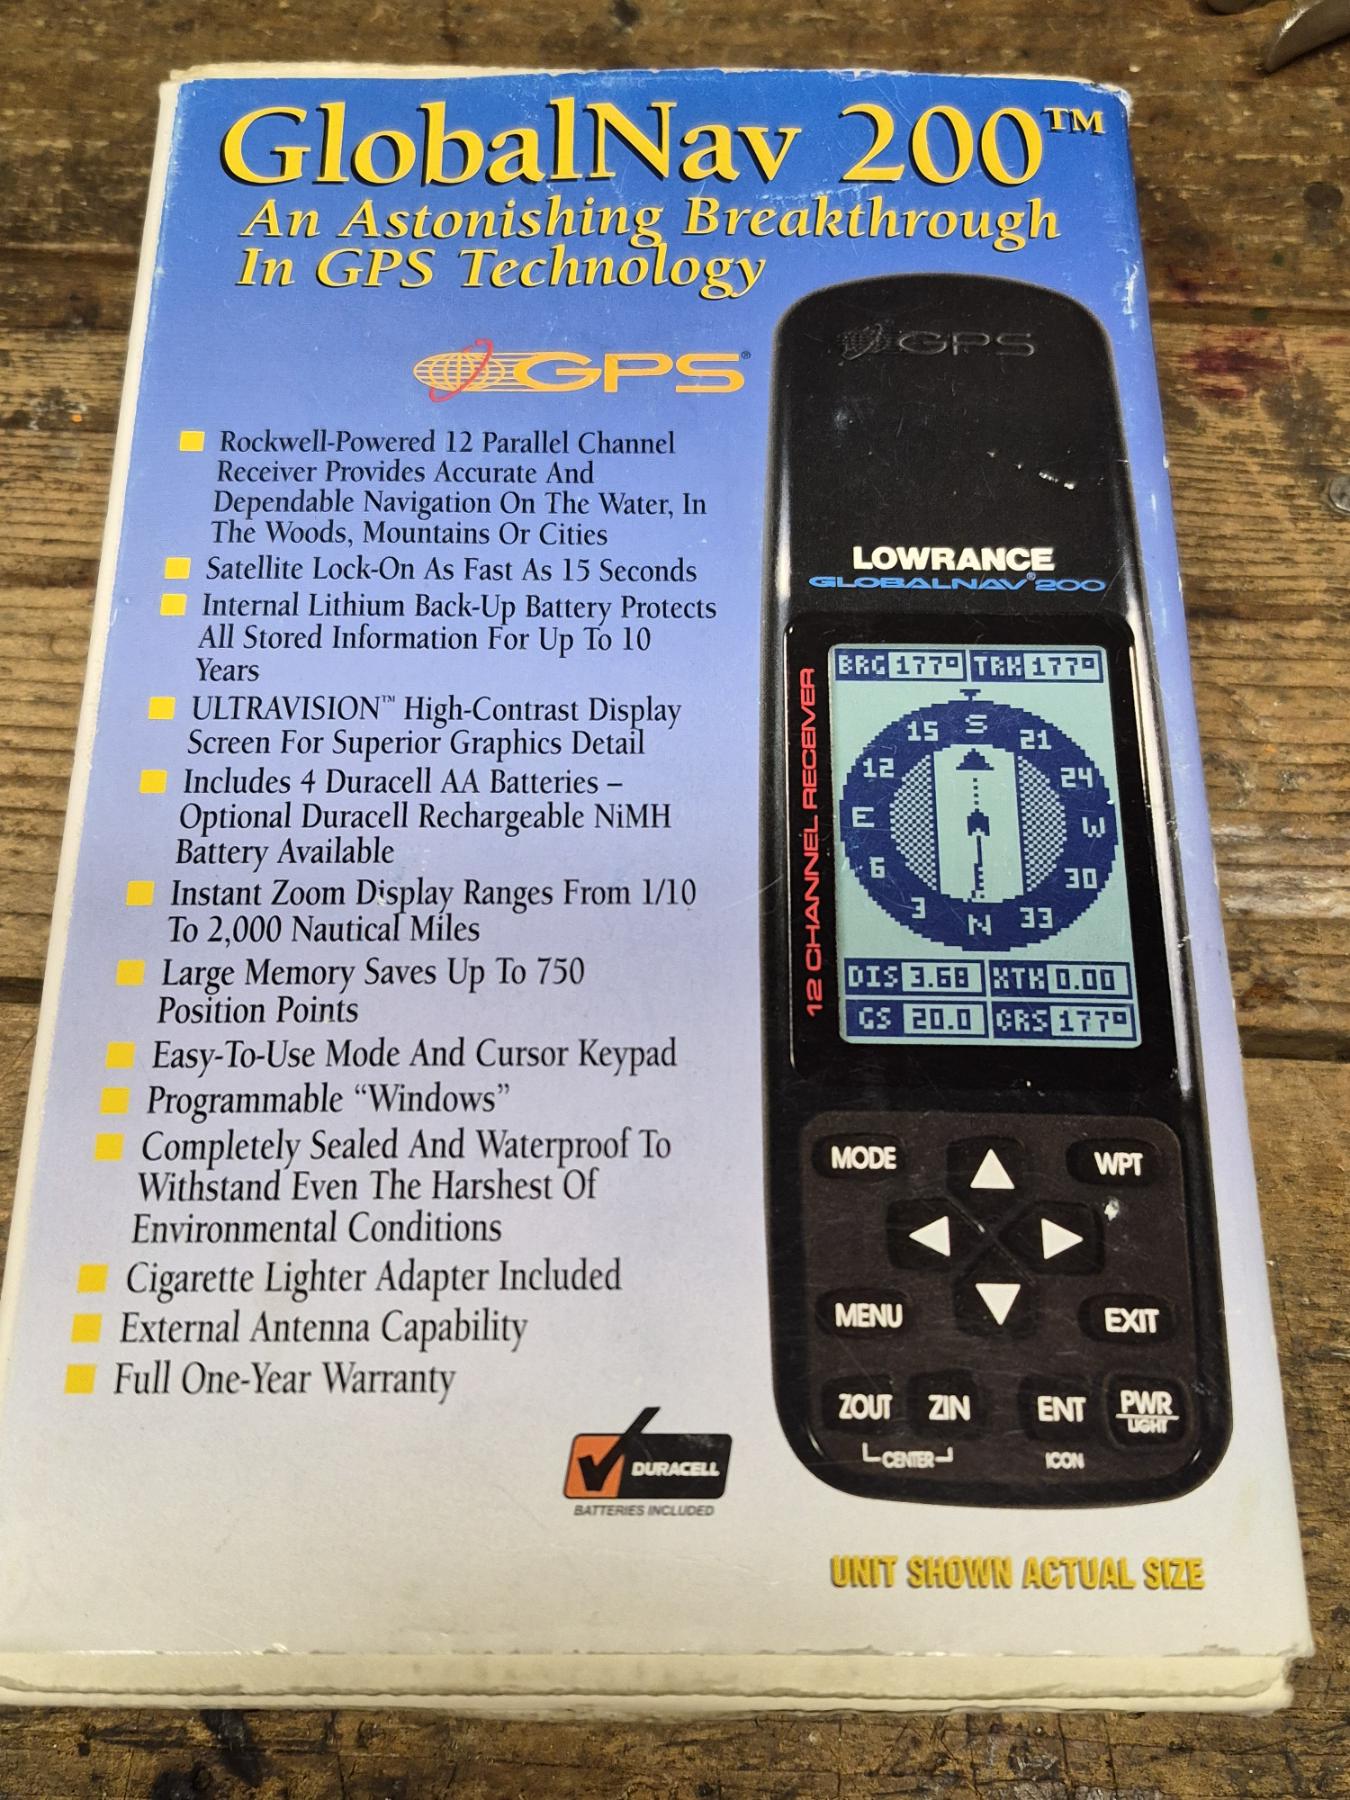 GlobalNav 200™
An Astonishing Breakthrough
In GPS Technology
GPS®
Rockwell-Powered 12 Parallel Channel
Receiver Provides Accurate And
Dependable Navigation On The Water, In
The Woods, Mountains Or Cities
Satellite Lock-On As Fast As 15 Seconds
Internal Lithium Back-Up Battery Protects
All Stored Information For Up To 10
Years
ULTRAVISION™ High-Contrast Display
Screen For Superior Graphics Detail
Includes 4 Duracell AA Batteries –
Optional Duracell Rechargeable NiMH
Battery Available
Instant Zoom Display Ranges From 1/10
To 2,000 Nautical Miles
Large Memory Saves Up To 750
Position Points
Easy-To-Use Mode And Cursor Keypad
Programmable “Windows”
Completely Sealed And Waterproof To
Withstand Even The Harshest Of
Environmental Conditions
Cigarette Lighter Adapter Included
External Antenna Capability
Full One-Year Warranty
DURACELL
BATTERIES INCLUDED
GPS
LOWRANCE
GLOBALNAV® 200
12 CHANNEL RECEIVER
BRG 177° TRK 177°
15 S 21
12 24
E W
6 30
3 N 33
DIS 3.68 XTK 0.00
GS 20.0 CRS 177°
MODE WPT
MENU EXIT
ZOUT ZIN ENT PWR
LIGHT
CENTER ICON
UNIT SHOWN ACTUAL SIZE